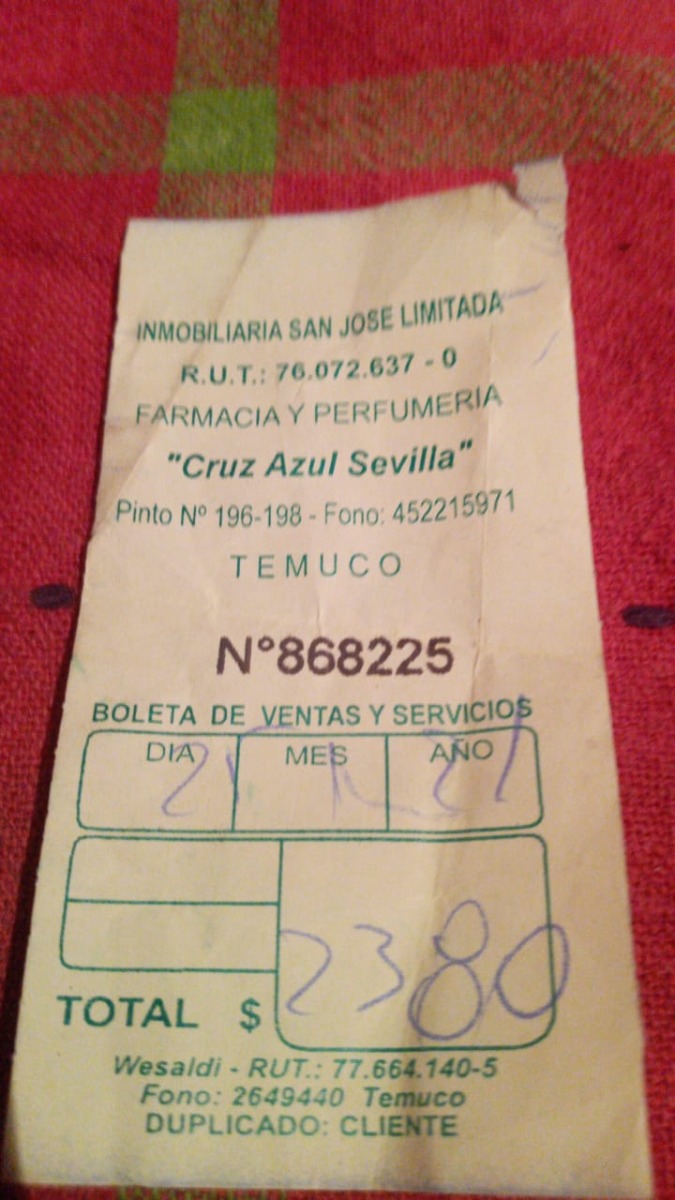 INMOBILIARIA SAN JOSE LIMITADA
R.U.T.: 76.072.637 - 0
FARMACIA Y PERFUMERIA
"Cruz Azul Sevilla"
Pinto Nº 196-198 - Fono: 452215971
TEMUCO
N°868225
BOLETA DE VENTAS Y SERVICIOS
DIA MES AÑO
21
2380
TOTAL $
Wesaldi - RUT.: 77.664.140-5
Fono: 2649440 Temuco
DUPLICADO: CLIENTE